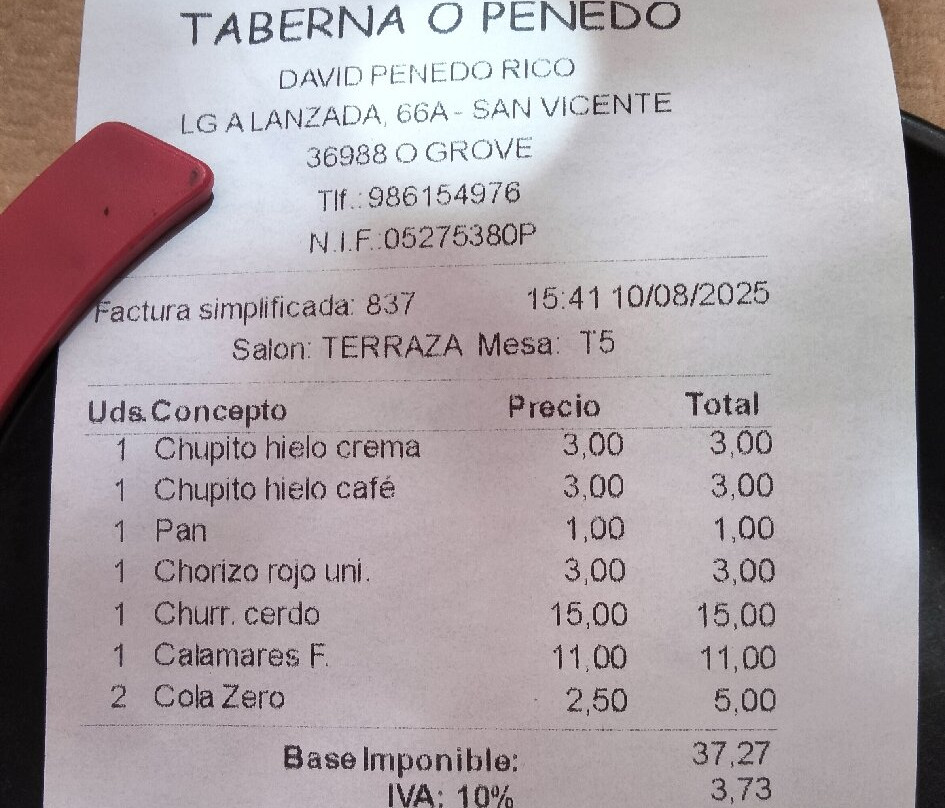 TABERNA O PENEDO
DAVID PENEDO RICO
LG A LANZADA, 66A - SAN VICENTE
36988 O GROVE
Tlf.: 986154976
N.I.F.:05275380P
Factura simplificada: 837 15:41 10/08/2025
Salon: TERRAZA Mesa: T5
Uds. Concepto Precio Total
1 Chupito hielo crema 3,00 3,00
1 Chupito hielo café 3,00 3,00
1 Pan 1,00 1,00
1 Chorizo rojo uni. 3,00 3,00
1 Churr. cerdo 15,00 15,00
1 Calamares F. 11,00 11,00
2 Cola Zero 2,50 5,00
Base Imponible: 37,27
IVA: 10% 3,73